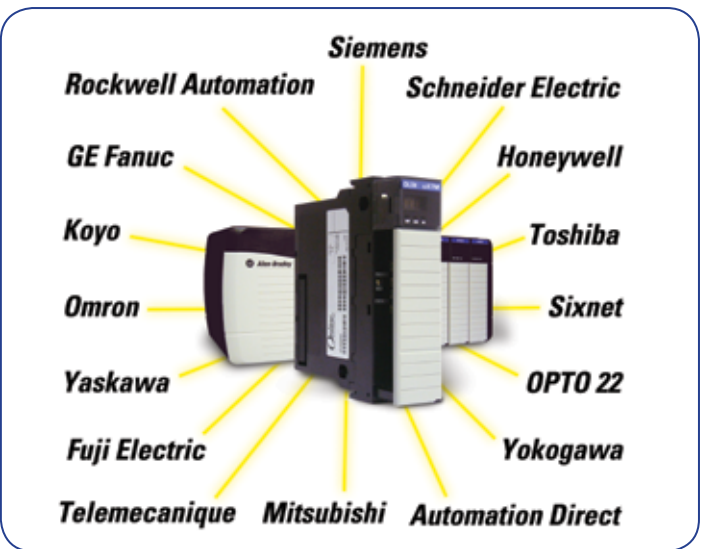 Siemens
Rockwell Automation
Schneider Electric
GE Fanuc
Honeywell
Koyo
Toshiba
Allen-Bradley
Omron
Sixnet
Yaskawa
OPTO 22
Fuji Electric
Yokogawa
Telemecanique
Mitsubishi
Automation Direct